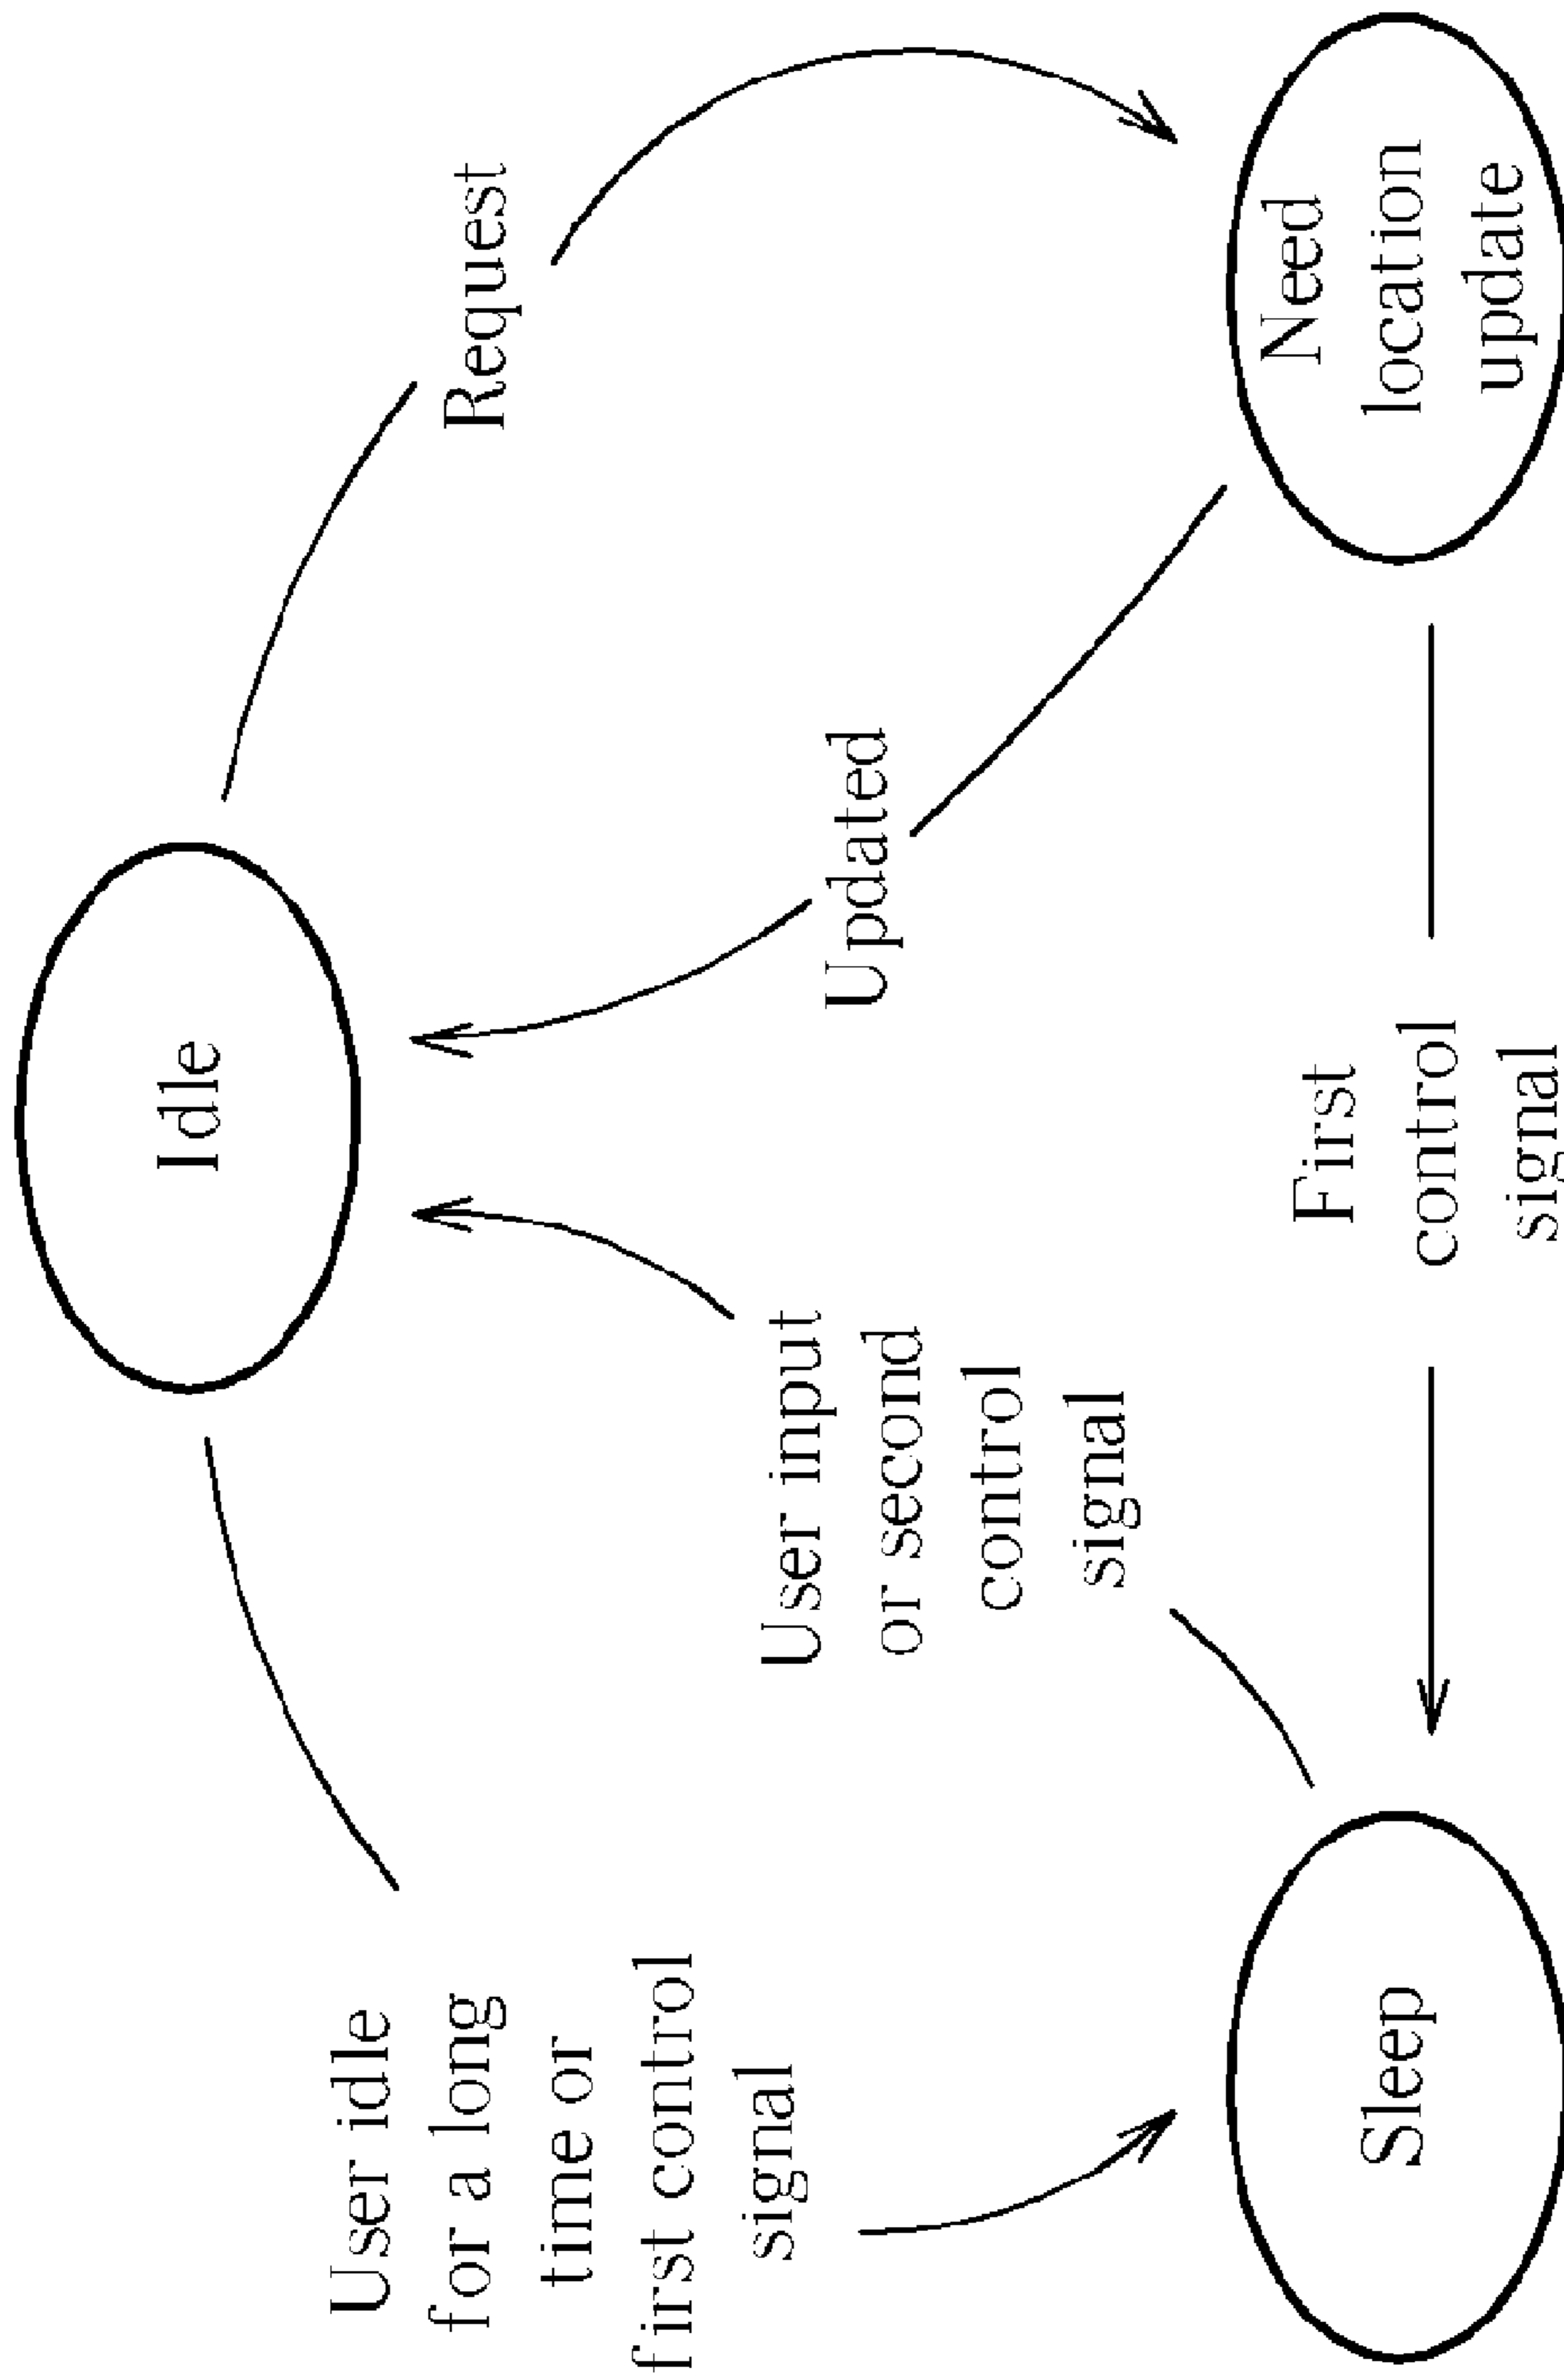 Idle
User idle
for a long
time or
first control
signal
Request
User input
or second
control
signal
Updated
Sleep
First
control
signal
Need
location
update